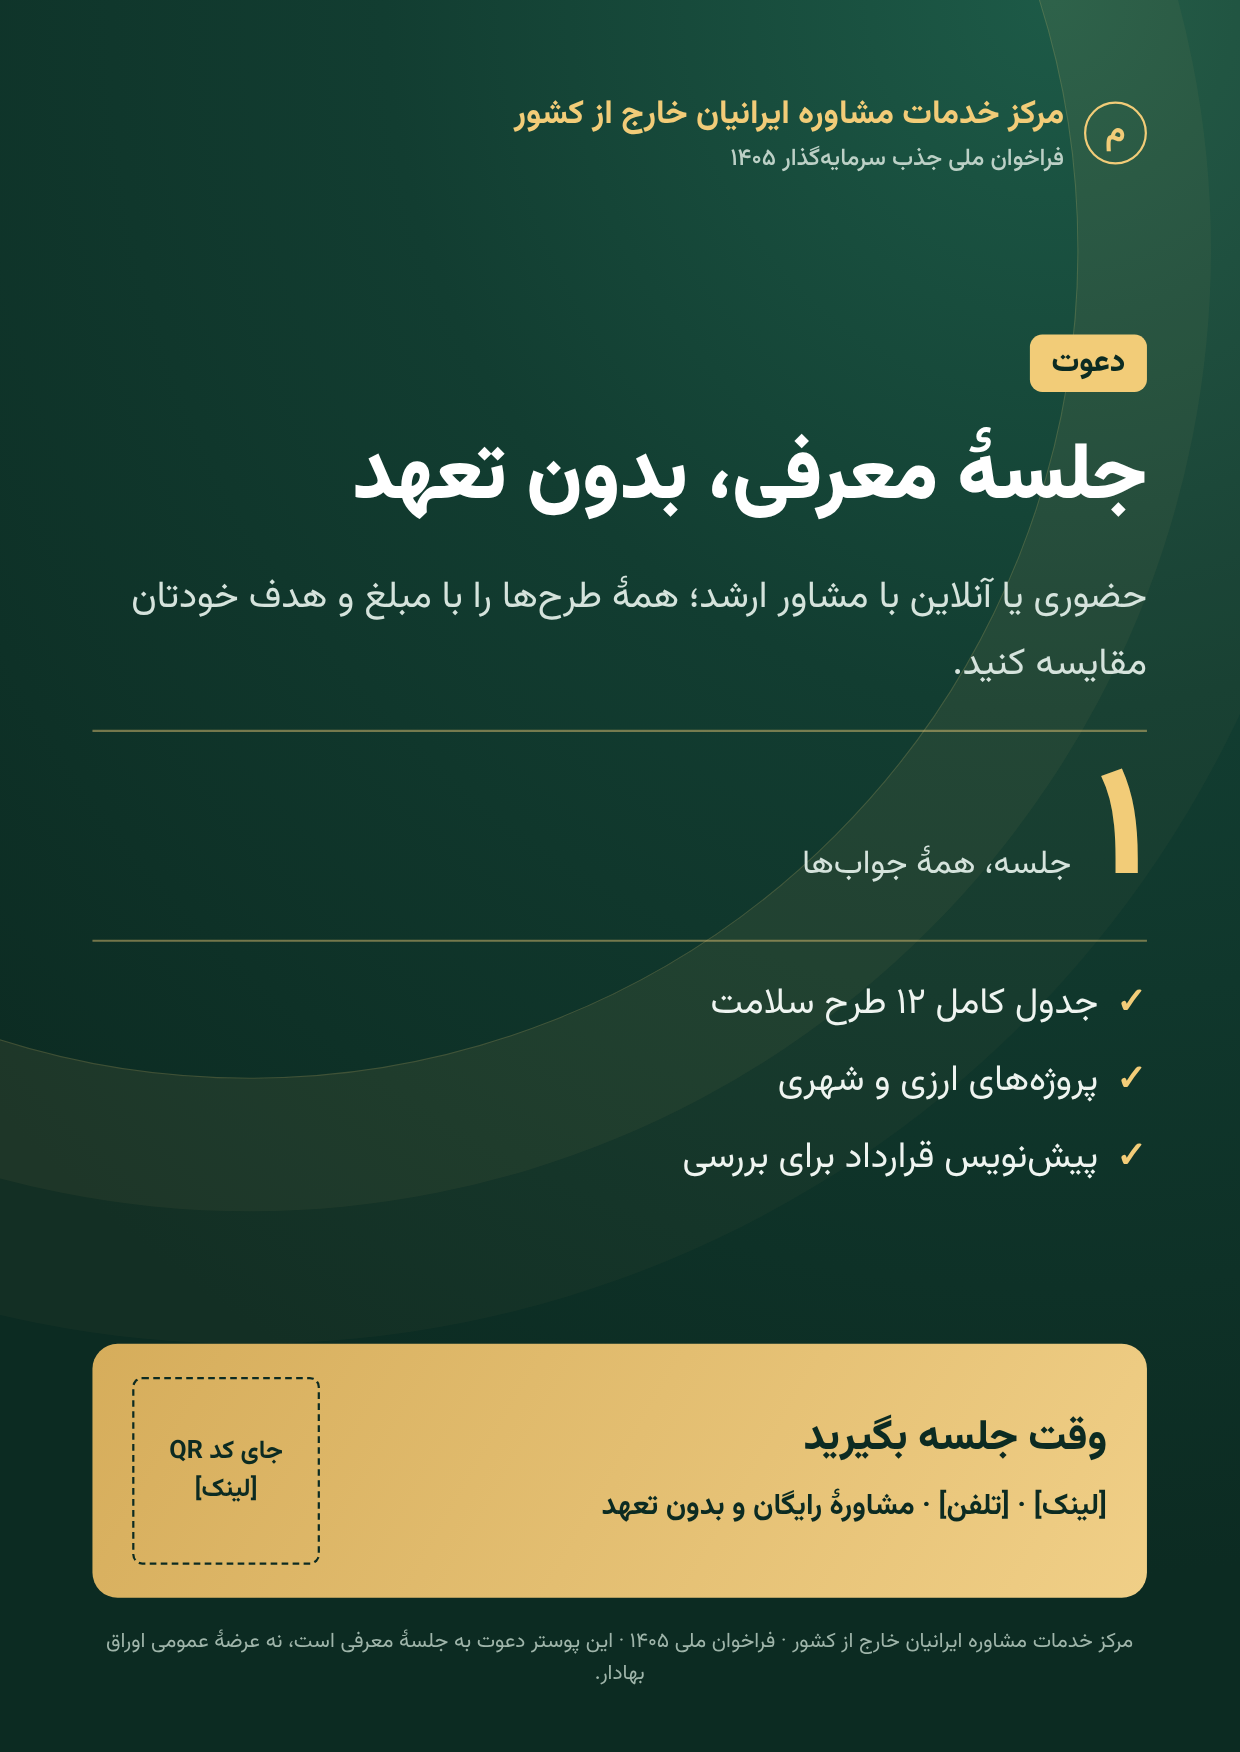 م
مرکز خدمات مشاوره ایرانیان خارج از کشور
فراخوان ملی جذب سرمایه‌گذار ۱۴۰۵
دعوت
جلسهٔ معرفی، بدون تعهد
حضوری یا آنلاین با مشاور ارشد؛ همهٔ طرح‌ها را با مبلغ و هدف خودتان
مقایسه کنید.
۱
جلسه، همهٔ جواب‌ها
✓ جدول کامل ۱۲ طرح سلامت
✓ پروژه‌های ارزی و شهری
✓ پیش‌نویس قرارداد برای بررسی
وقت جلسه بگیرید
[لینک] · [تلفن] · مشاورهٔ رایگان و بدون تعهد
جای کد QR
[لینک]
مرکز خدمات مشاوره ایرانیان خارج از کشور · فراخوان ملی ۱۴۰۵ · این پوستر دعوت به جلسهٔ معرفی است، نه عرضهٔ عمومی اوراق
بهادار.